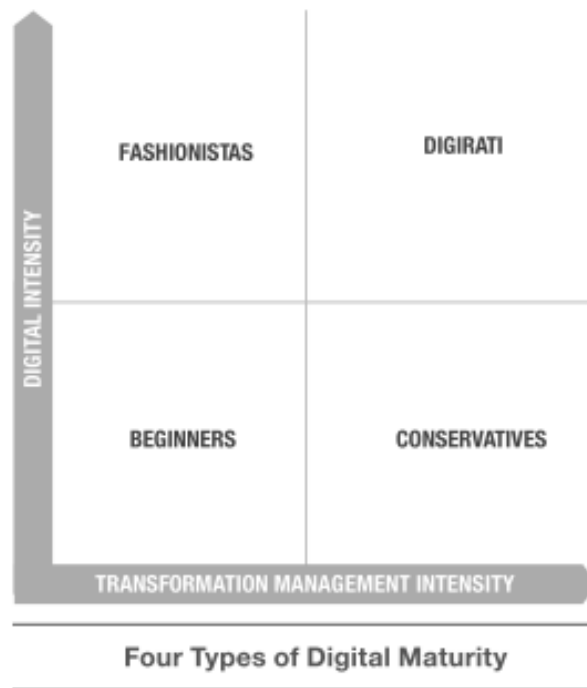 FASHIONISTAS
DIGIRATI
DIGITAL INTENSITY
BEGINNERS
CONSERVATIVES
TRANSFORMATION MANAGEMENT INTENSITY
Four Types of Digital Maturity